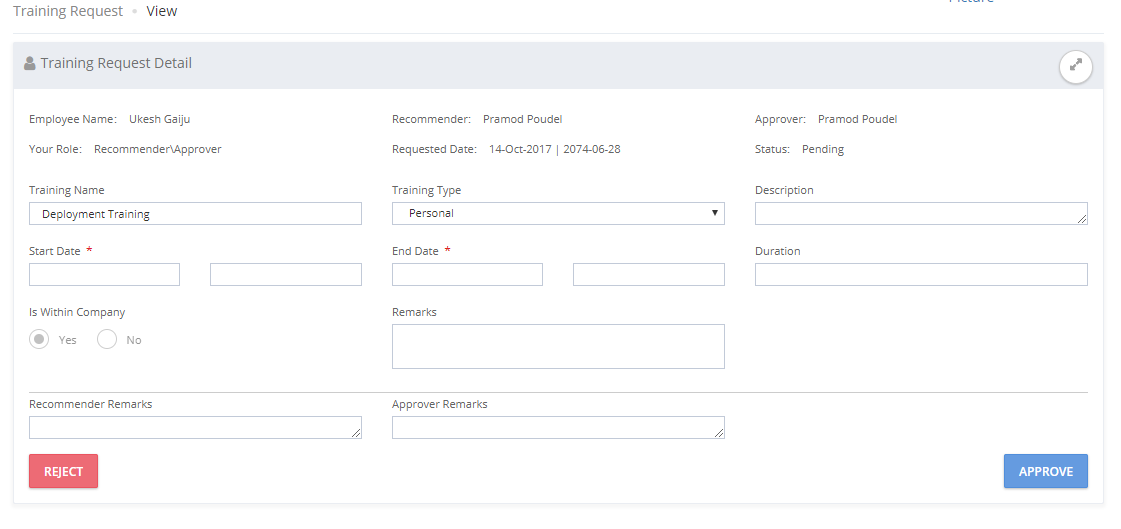 Training Request • View
Training Request Detail
Employee Name: Ukesh Gaiju Recommender: Pramod Poudel Approver: Pramod Poudel
Your Role: Recommender\Approver Requested Date: 14-Oct-2017 | 2074-06-28 Status: Pending
Training Name Training Type Description
Deployment Training Personal
Start Date * End Date * Duration
Is Within Company Remarks
Yes No
Recommender Remarks Approver Remarks
REJECT APPROVE